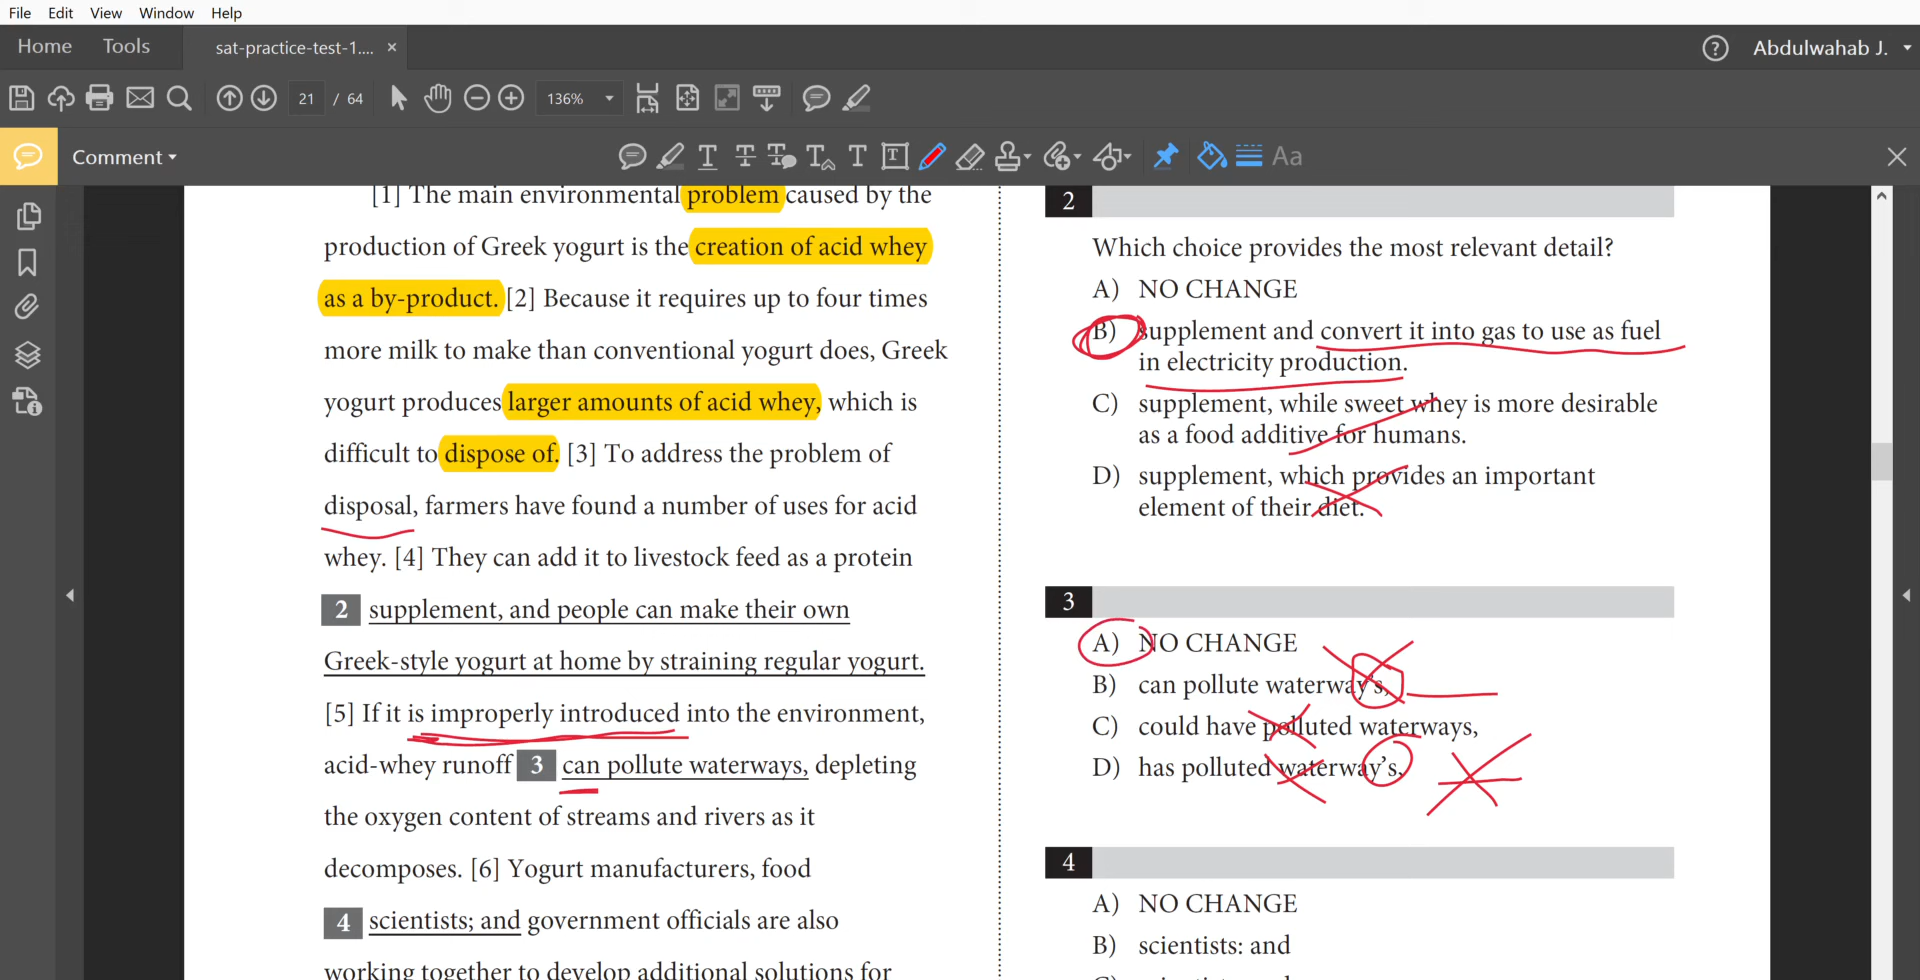 File Edit View Window Help
Home Tools sat-practice-test-1.... × ? Abdulwahab J.
21 / 64 136%
Comment Aa
[1] The main environmental problem caused by the
production of Greek yogurt is the creation of acid whey
as a by-product. [2] Because it requires up to four times
more milk to make than conventional yogurt does, Greek
yogurt produces larger amounts of acid whey, which is
difficult to dispose of. [3] To address the problem of
disposal, farmers have found a number of uses for acid
whey. [4] They can add it to livestock feed as a protein
2 supplement, and people can make their own
Greek-style yogurt at home by straining regular yogurt.
[5] If it is improperly introduced into the environment,
acid-whey runoff 3 can pollute waterways, depleting
the oxygen content of streams and rivers as it
decomposes. [6] Yogurt manufacturers, food
4 scientists; and government officials are also
working together to develop additional solutions for
2
Which choice provides the most relevant detail?
A) NO CHANGE
B) supplement and convert it into gas to use as fuel
in electricity production.
C) supplement, while sweet whey is more desirable
as a food additive for humans.
D) supplement, which provides an important
element of their diet.
3
A) NO CHANGE
B) can pollute waterway's,
C) could have polluted waterways,
D) has polluted waterway's,
4
A) NO CHANGE
B) scientists: and